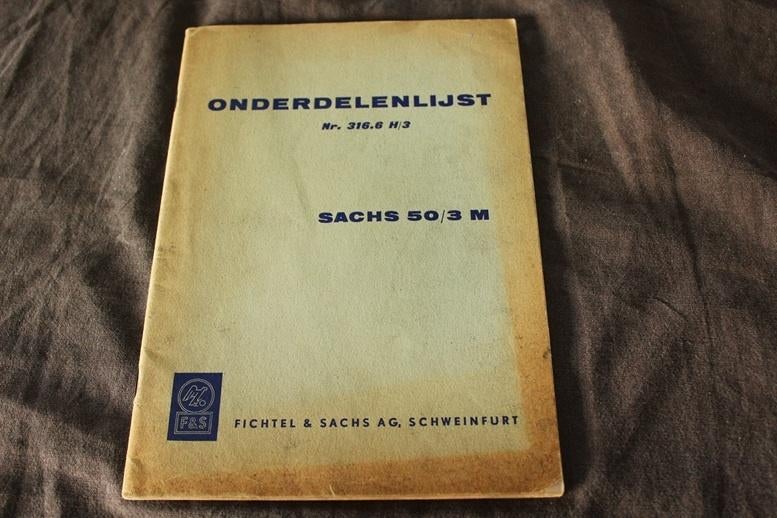 ONDERDELENLIJST
Nr. 316.6 H/3
SACHS 50/3 M
F&S
FICHTEL & SACHS AG, SCHWEINFURT